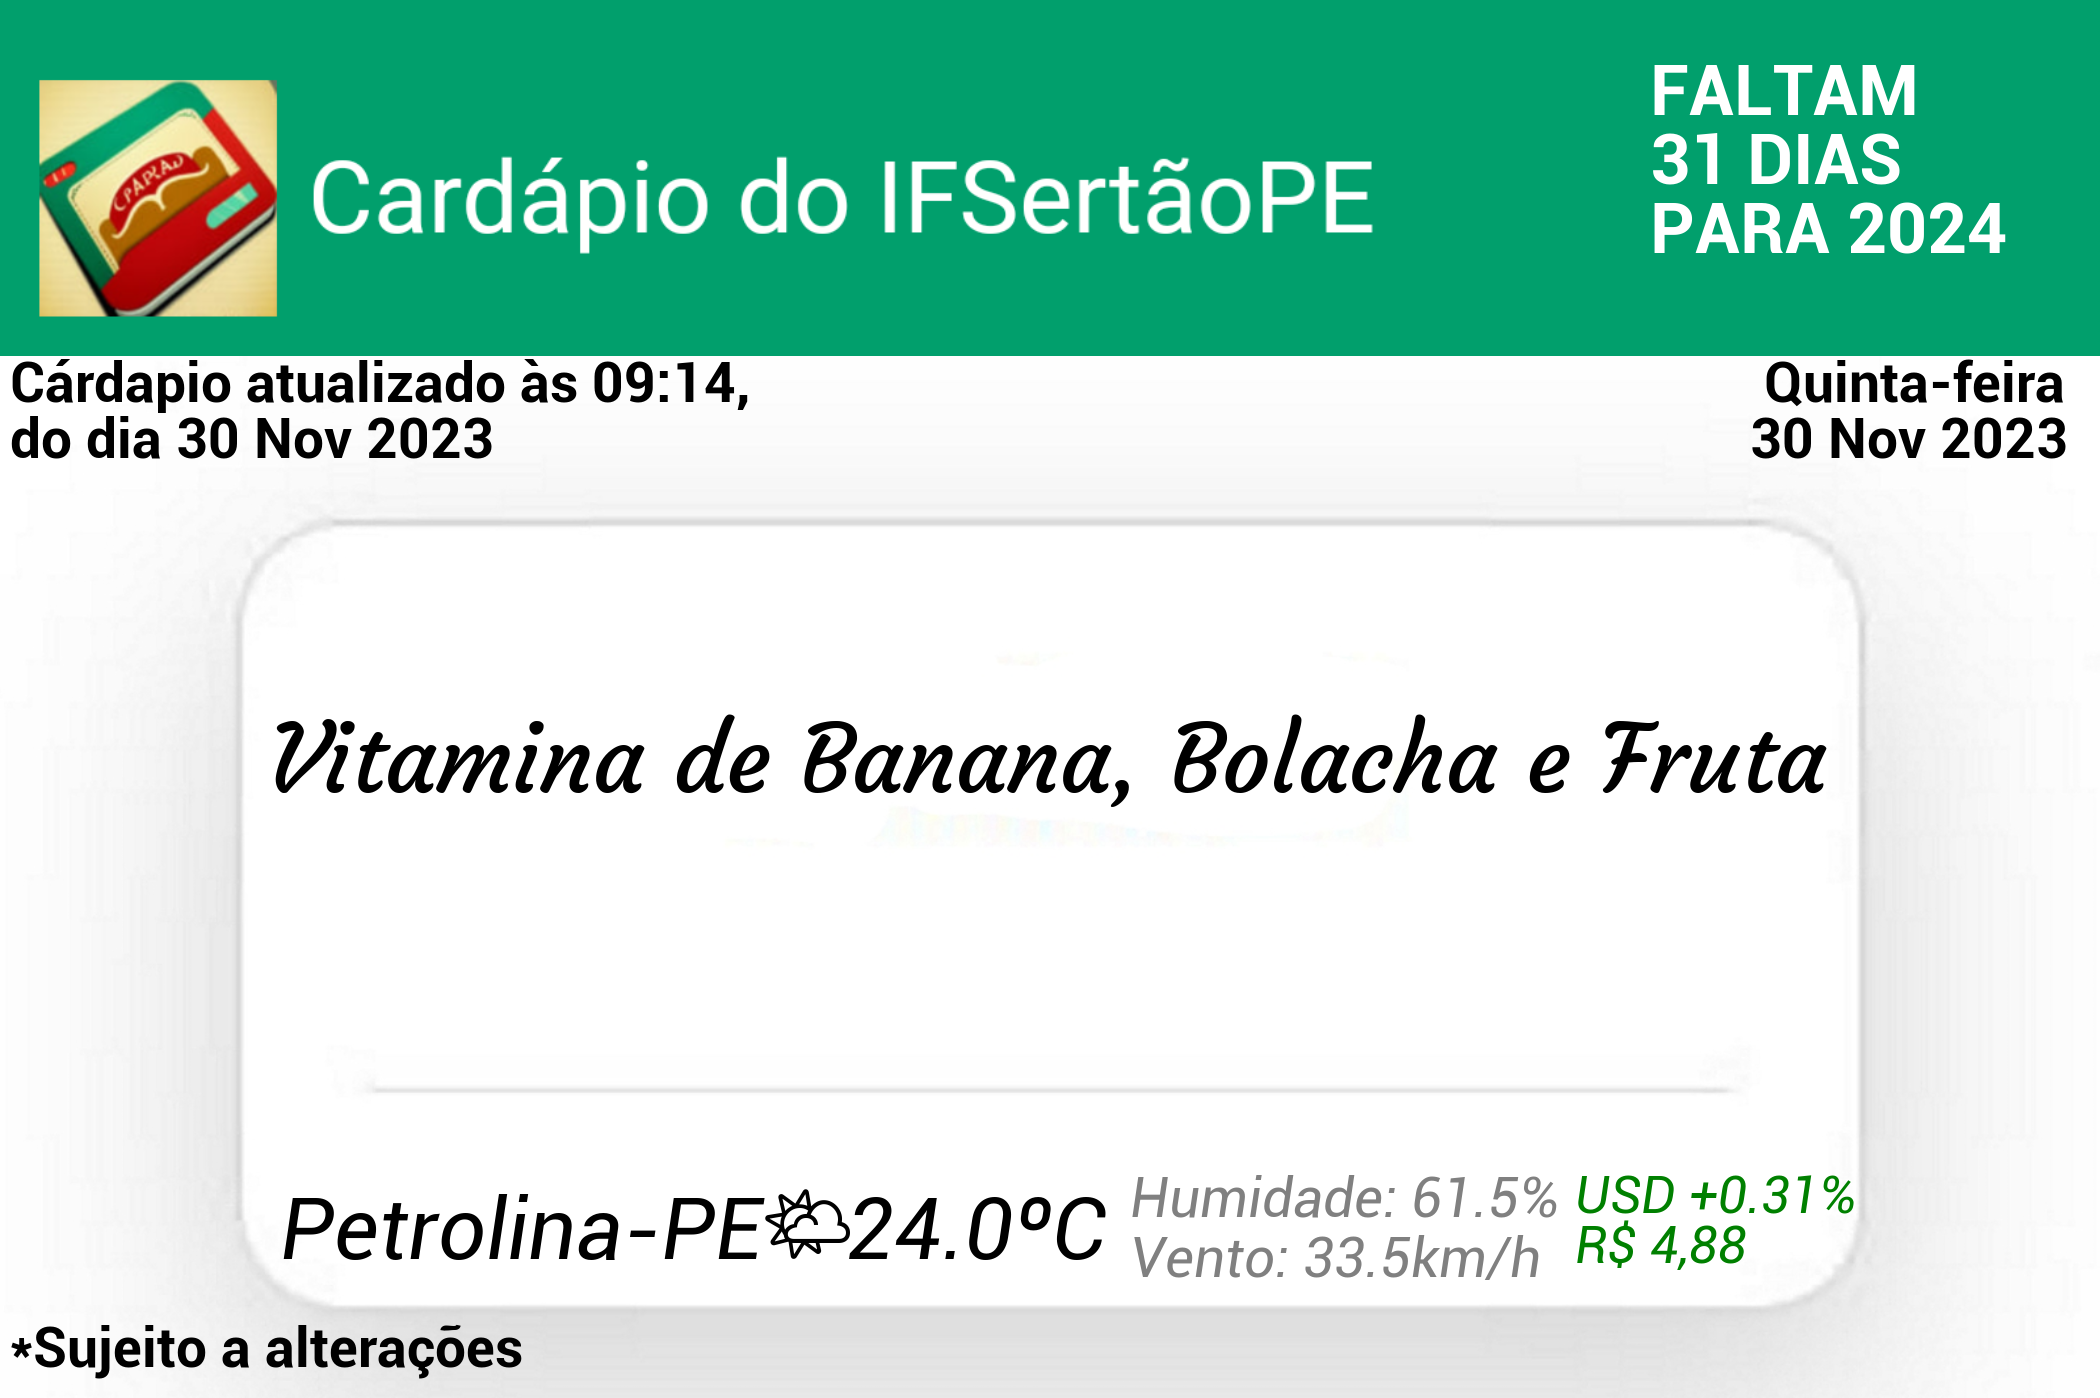 Cardápio do IFSertãoPE
FALTAM
31 DIAS
PARA 2024
Cárdapio atualizado às 09:14,
do dia 30 Nov 2023
Quinta-feira
30 Nov 2023
Vitamina de Banana, Bolacha e Fruta
Petrolina-PE 24.0ºC
Humidade: 61.5%
Vento: 33.5km/h
USD +0.31%
R$ 4,88
*Sujeito a alterações